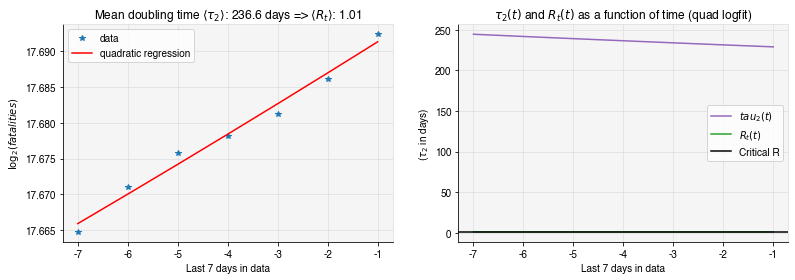 Mean doubling time ⟨τ₂⟩: 236.6 days => ⟨Rₜ⟩: 1.01
data
quadratic regression
log₂(fatalities)
17.690
17.685
17.680
17.675
17.670
17.665
-7 -6 -5 -4 -3 -2 -1
Last 7 days in data
τ₂(t) and Rₜ(t) as a function of time (quad logfit)
(τ₂ in days)
250
200
150
100
50
0
tau₂(t)
Rₜ(t)
Critical R
-7 -6 -5 -4 -3 -2 -1
Last 7 days in data